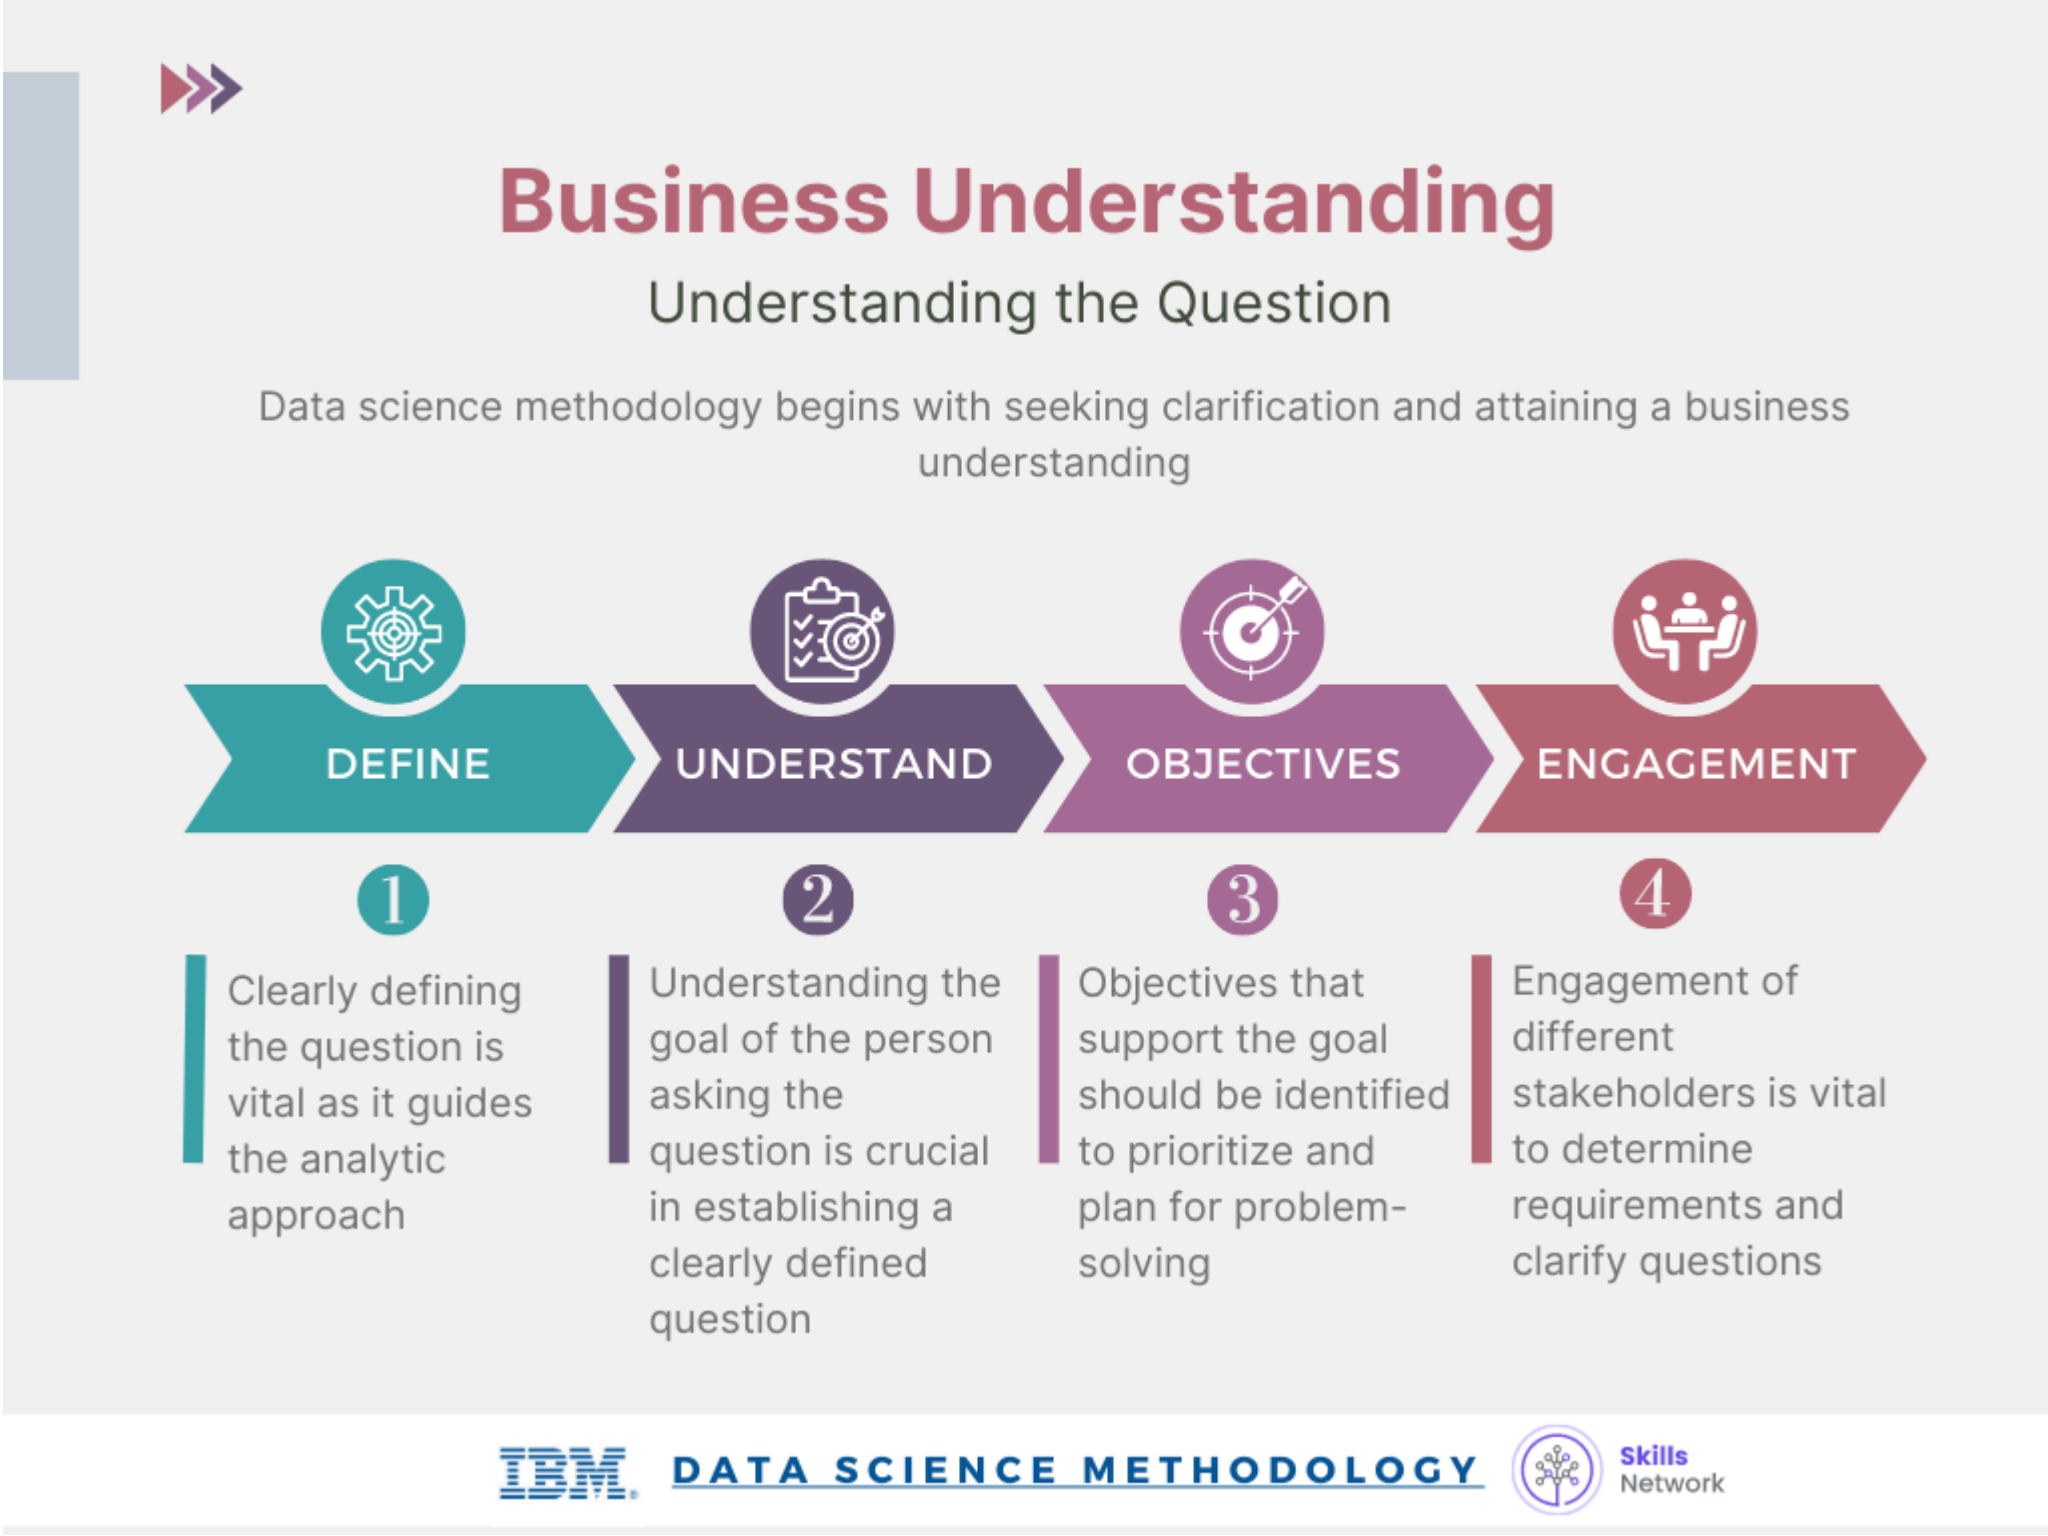 Business Understanding
Understanding the Question
Data science methodology begins with seeking clarification and attaining a business
understanding
DEFINE
UNDERSTAND
OBJECTIVES
ENGAGEMENT
1
Clearly defining
the question is
vital as it guides
the analytic
approach
2
Understanding the
goal of the person
asking the
question is crucial
in establishing a
clearly defined
question
3
Objectives that
support the goal
should be identified
to prioritize and
plan for problem-
solving
4
Engagement of
different
stakeholders is vital
to determine
requirements and
clarify questions
IBM®
DATA SCIENCE METHODOLOGY
Skills
Network